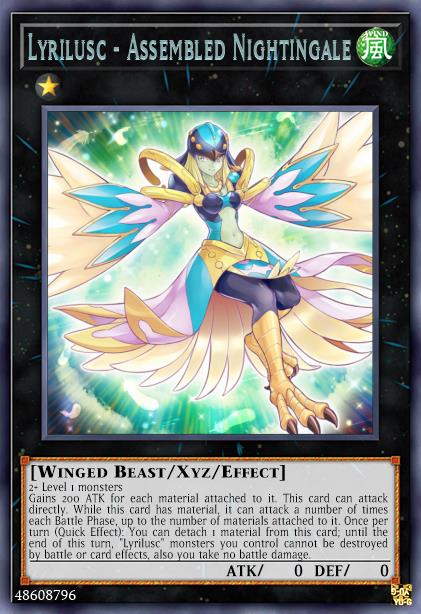 Lyrilusc - Assembled Nightingale
WIND
風
[Winged Beast/Xyz/Effect]
2+ Level 1 monsters
Gains 200 ATK for each material attached to it. This card can attack
directly. While this card has material, it can attack a number of times
each Battle Phase, up to the number of materials attached to it. Once per
turn (Quick Effect): You can detach 1 material from this card; until the
end of this turn, "Lyrilusc" monsters you control cannot be destroyed
by battle or card effects, also you take no battle damage.
ATK/ 0 DEF/ 0
48608796